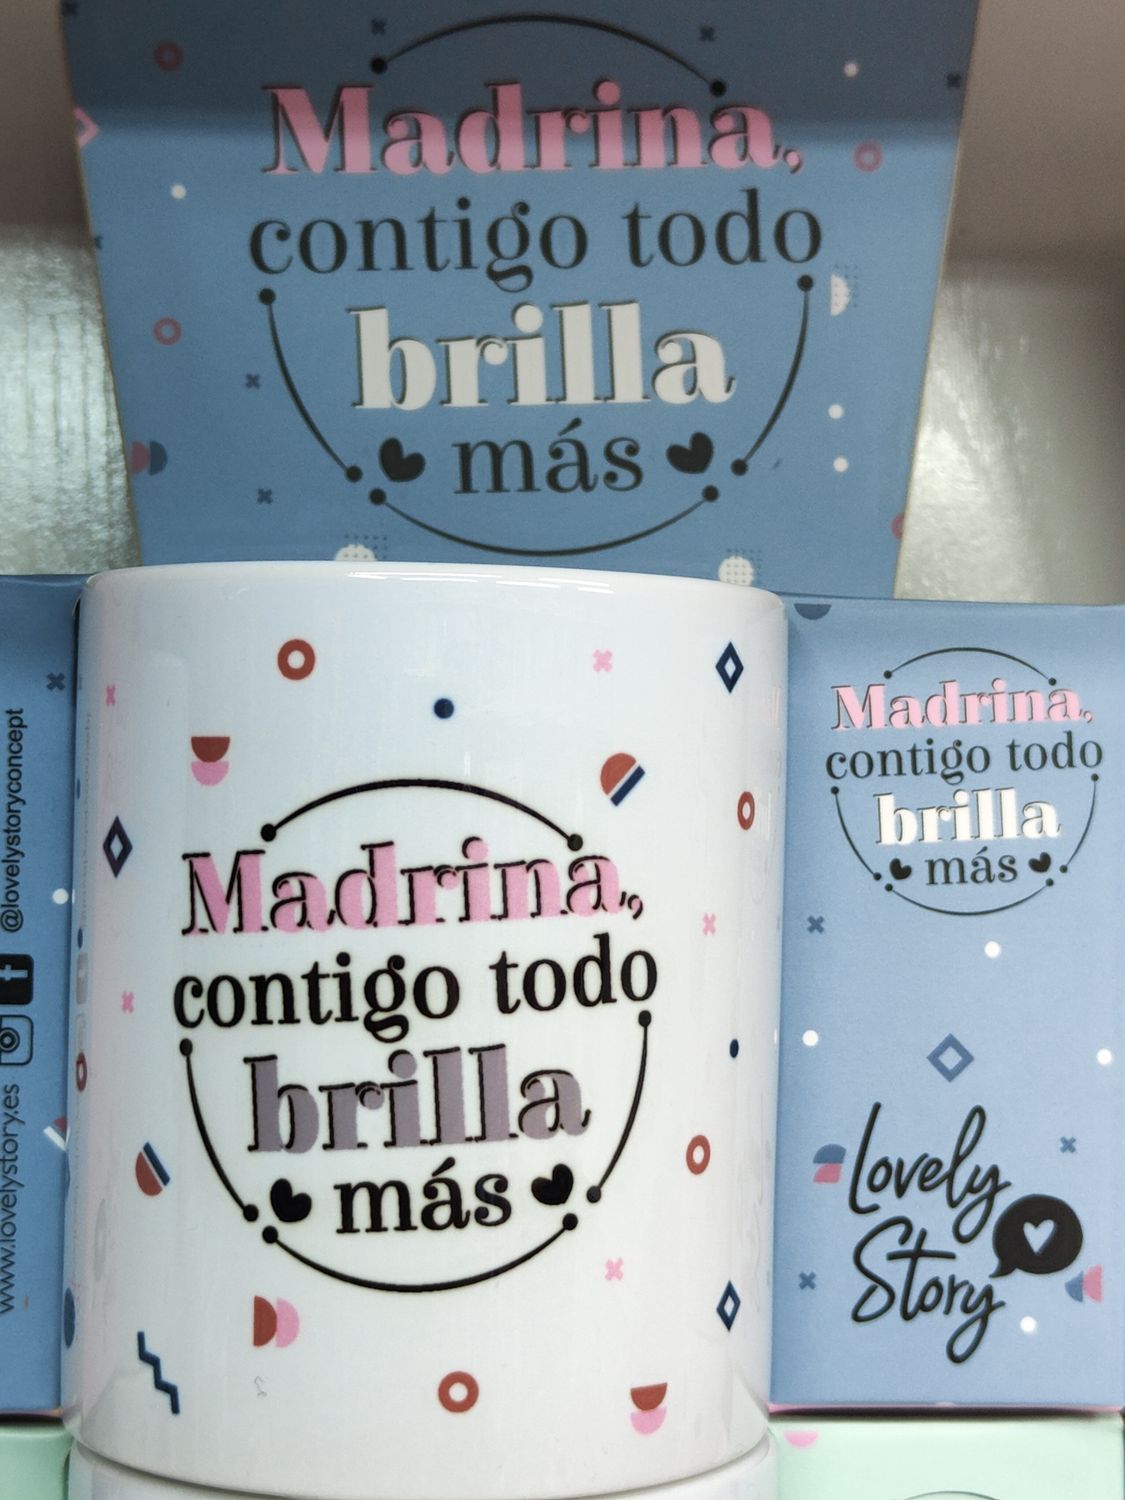 Madrina,
contigo todo
brilla
más
Madrina,
contigo todo
brilla
más
Madrina,
contigo todo
brilla
más
Lovely
Story
www.lovelystory.es
@lovelystoryconcept